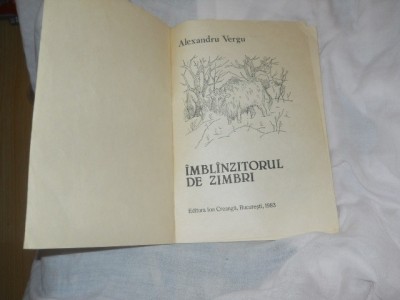 Alexandru Vergu
ÎMBLÎNZITORUL
DE ZIMBRI
Editura Ion Creangă, București, 1983